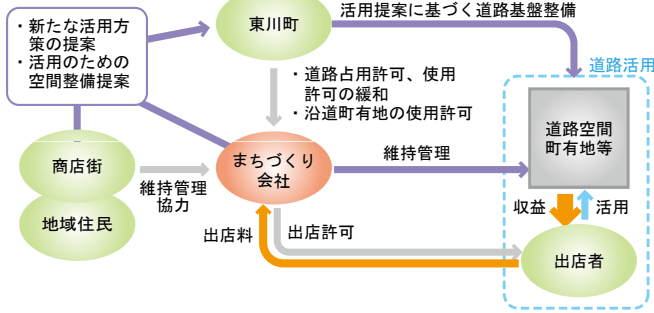 ・新たな活用方
策の提案
・活用のための
空間整備提案
東川町
活用提案に基づく道路基盤整備
道路活用
・道路占用許可、使用
許可の緩和
・沿道町有地の使用許可
道路空間
町有地等
商店街
地域住民
維持管理
協力
まちづくり
会社
維持管理
収益
活用
出店料
出店許可
出店者